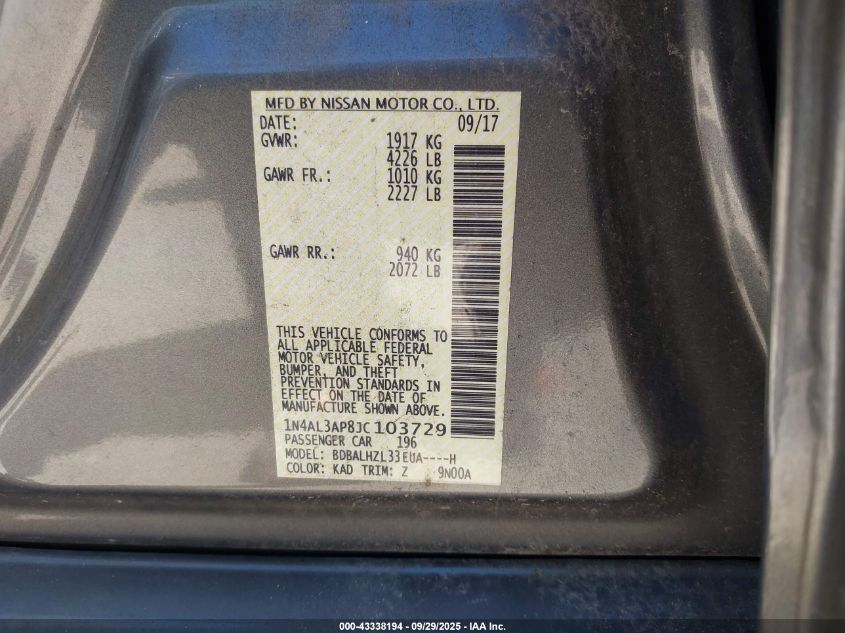 MFD BY NISSAN MOTOR CO., LTD.
DATE: 09/17
GVWR: 1917 KG
4226 LB
GAWR FR.: 1010 KG
2227 LB
GAWR RR.: 940 KG
2072 LB
THIS VEHICLE CONFORMS TO
ALL APPLICABLE FEDERAL
MOTOR VEHICLE SAFETY,
BUMPER, AND THEFT
PREVENTION STANDARDS IN
EFFECT ON THE DATE OF
MANUFACTURE SHOWN ABOVE.
1N4AL3AP8JC103729
PASSENGER CAR 196
MODEL: BDBALHZL33EUA----H
COLOR: KAD TRIM: Z 9N00A
000-43338194 - 09/29/2025 - IAA Inc.